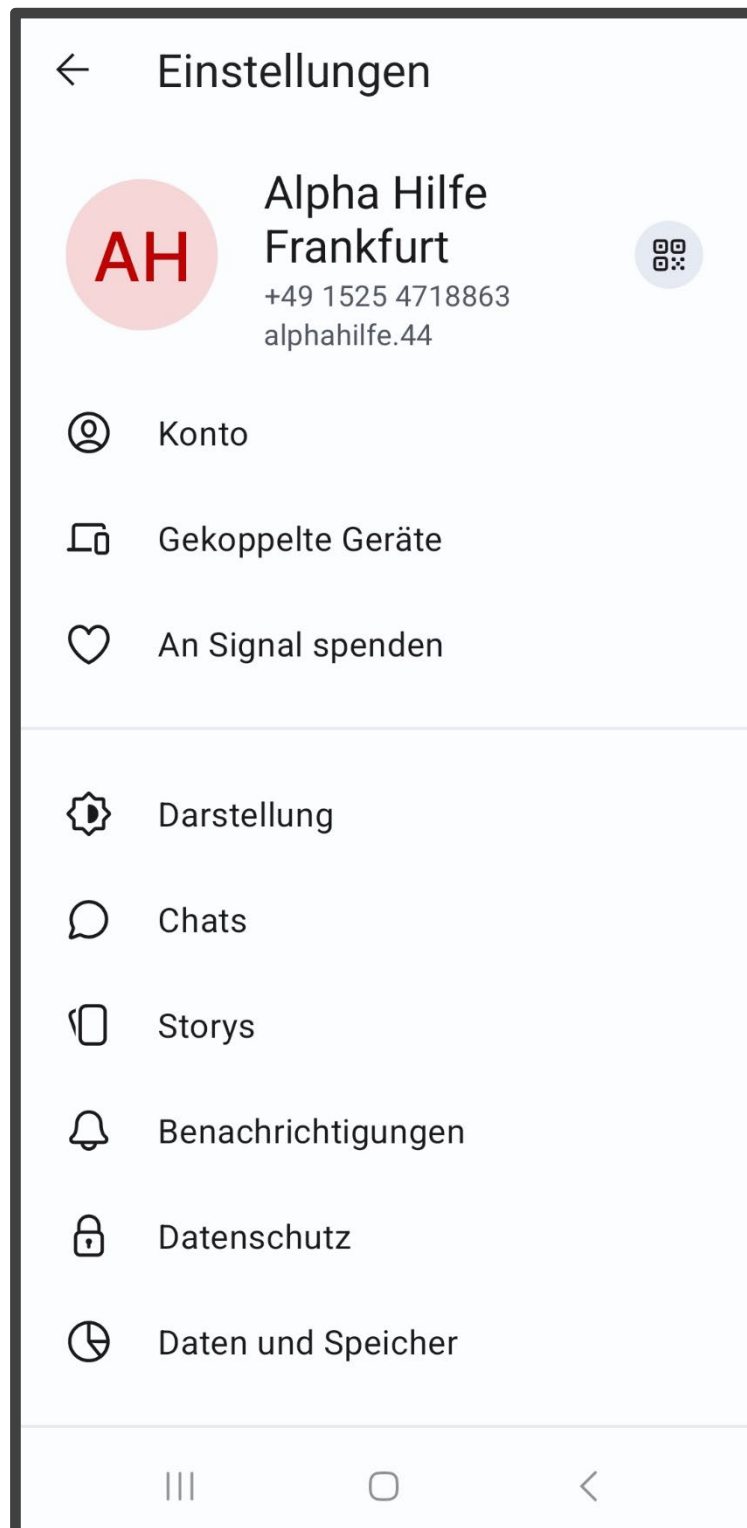 Einstellungen
AH
Alpha Hilfe
Frankfurt
+49 1525 4718863
alphahilfe.44
Konto
Gekoppelte Geräte
An Signal spenden
Darstellung
Chats
Storys
Benachrichtigungen
Datenschutz
Daten und Speicher